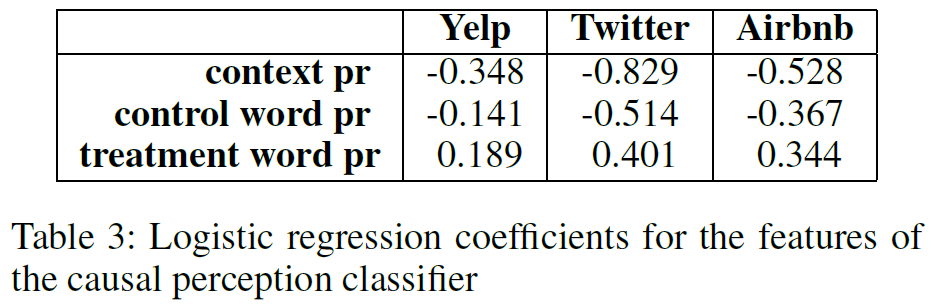 Yelp Twitter Airbnb
context pr -0.348 -0.829 -0.528
control word pr -0.141 -0.514 -0.367
treatment word pr 0.189 0.401 0.344
Table 3: Logistic regression coefficients for the features of
the causal perception classifier